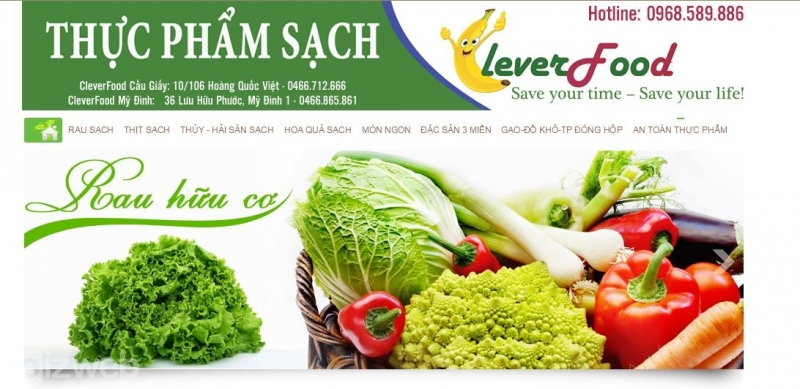 THỰC PHẨM SẠCH
CleverFood Cầu Giấy: 10/106 Hoàng Quốc Việt - 0466.712.666
CleverFood Mỹ Đình: 36 Lưu Hữu Phước, Mỹ Đình 1 - 0466.865.861
Hotline: 0968.589.886
CleverFood
Save your time – Save your life!
RAU SẠCH THỊT SẠCH THỦY - HẢI SẢN SẠCH HOA QUẢ SẠCH MÓN NGON ĐẶC SẢN 3 MIỀN GẠO-ĐỒ KHÔ-TP ĐÓNG HỘP AN TOÀN THỰC PHẨM
Rau hữu cơ
bizweb